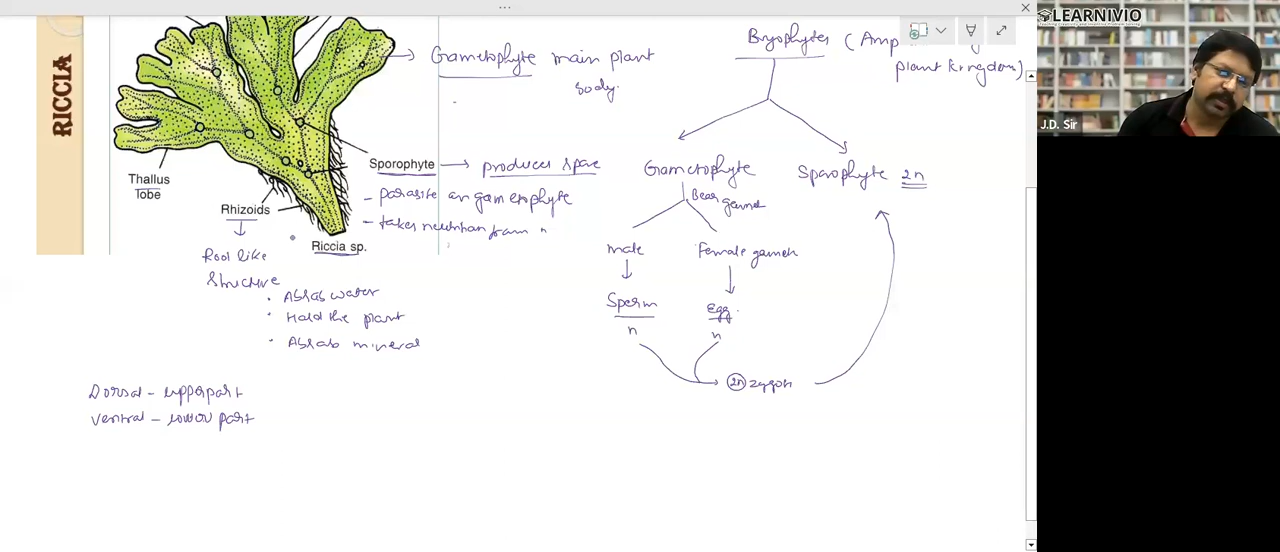 LEARNIVIO
J.D. Sir
RICCIA
Gametophyte main plant
body.
Sporophyte → produces spore
- parasite on gametophyte
- takes nutrition from "
Thallus
lobe
Rhizoids
Riccia sp.
Root like
structure
• Absorb water
• Hold the plant
• Absorb mineral
Dorsal - upper part
ventral - lower part
Bryophytes (Amp
plant kingdom)
Gametophyte
Sporophyte 2n
Bear gamete
male
Female gamete
Sperm
Egg.
n
n
2n zygote